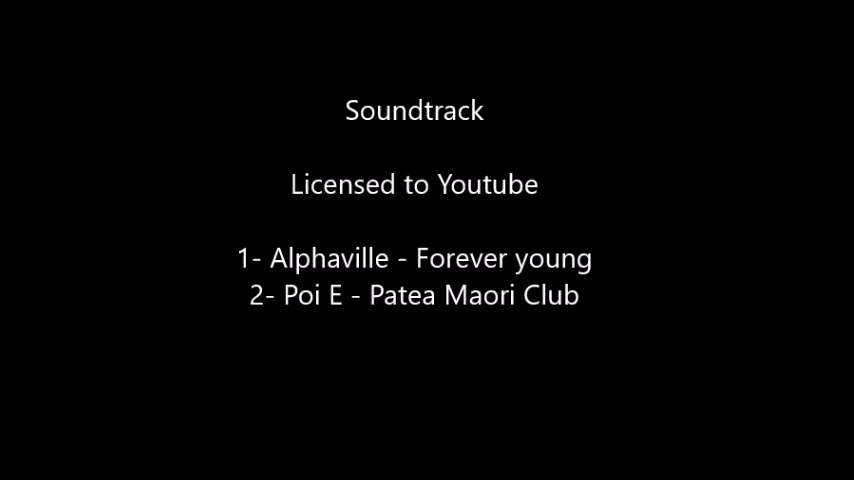 Soundtrack
Licensed to Youtube
1- Alphaville - Forever young
2- Poi E - Patea Maori Club